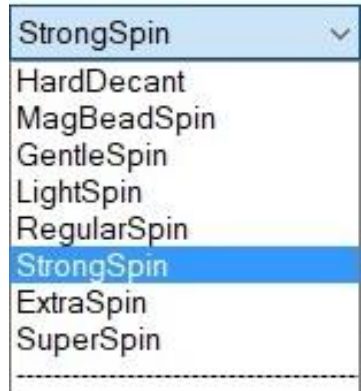 StrongSpin
HardDecant
MagBeadSpin
GentleSpin
LightSpin
RegularSpin
StrongSpin
ExtraSpin
SuperSpin